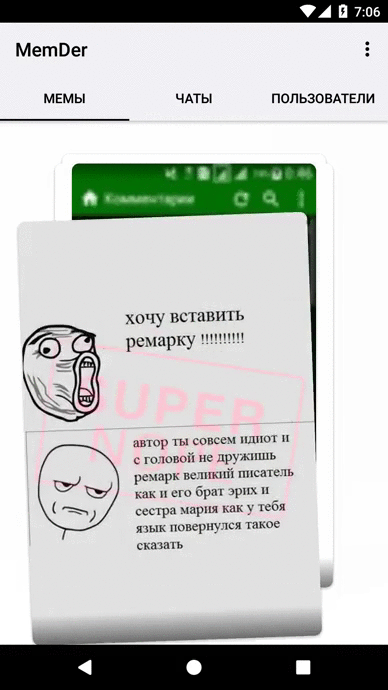 7:06
MemDer
МЕМЫ
ЧАТЫ
ПОЛЬЗОВАТЕЛИ
Комментарии
хочу вставить
ремарку !!!!!!!!!!
SUPER
автор ты совсем идиот и
с головой не дружишь
ремарк великий писатель
как и его брат эрих и
сестра мария как у тебя
язык повернулся такое
сказать